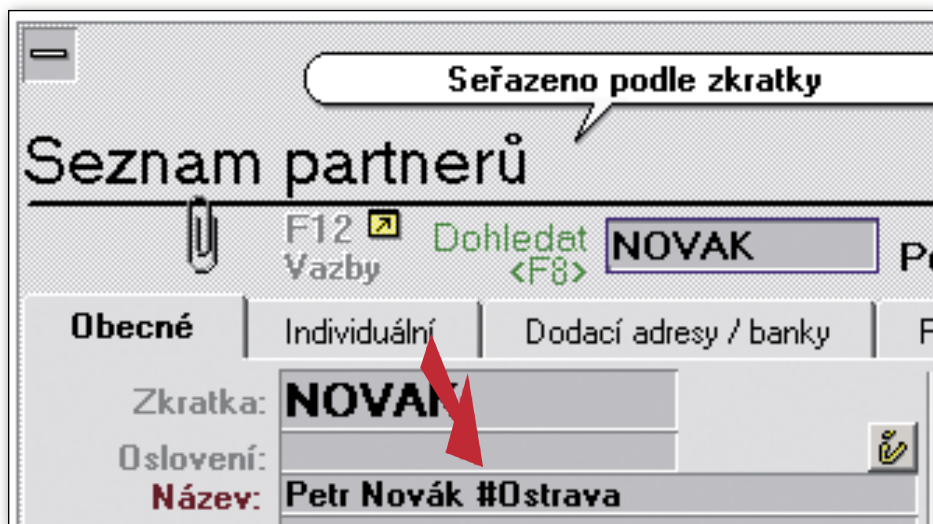 Seřazeno podle zkratky
Seznam partnerů
F12
Vazby
Dohledat
<F8>
NOVAK
Obecné
Individuální
Dodací adresy / banky
Zkratka: NOVAK
Oslovení:
Název: Petr Novák #Ostrava